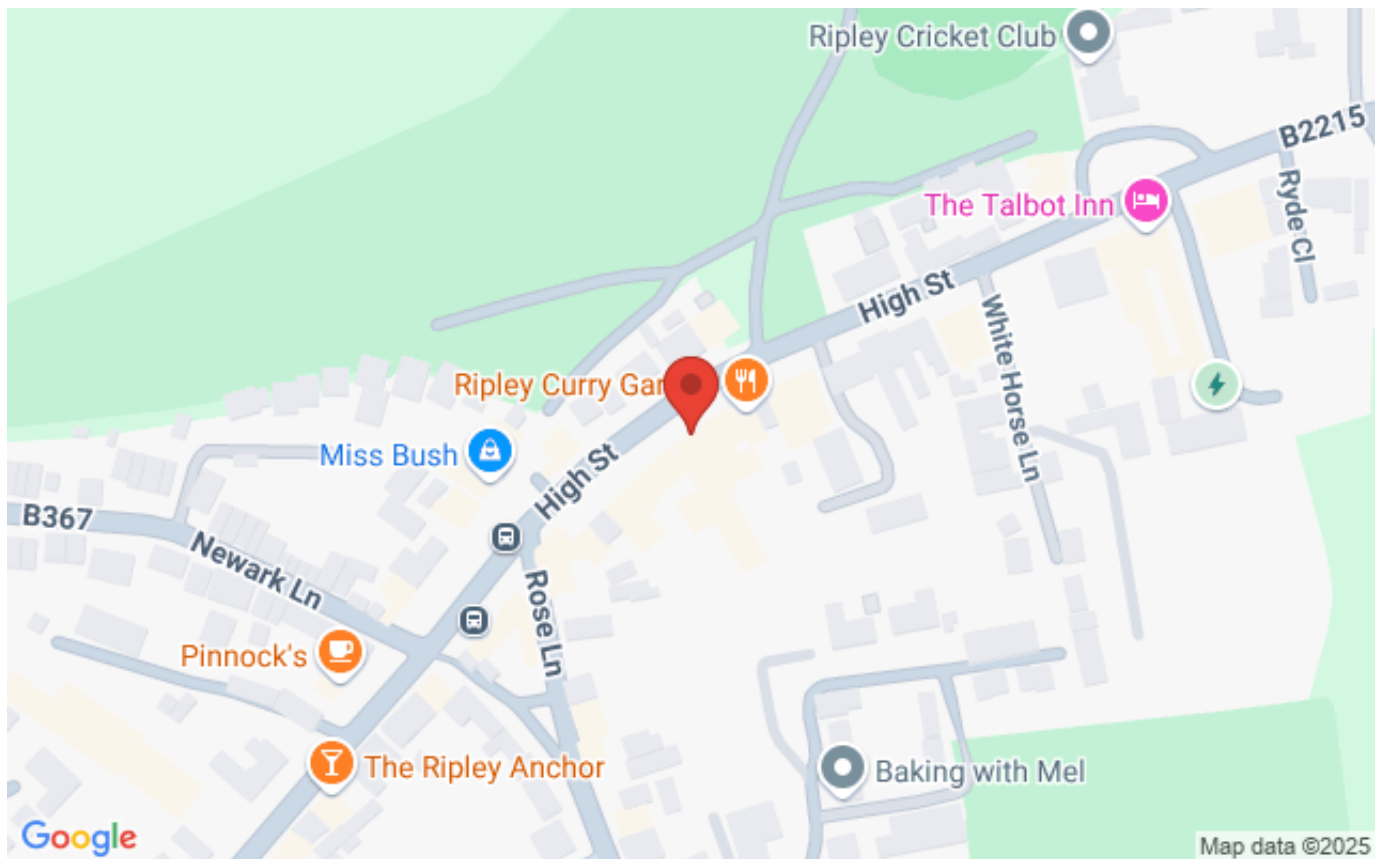 Ripley Cricket Club
B2215
The Talbot Inn
Ryde Cl
High St
White Horse Ln
Ripley Curry Gar
Miss Bush
High St
B367
Newark Ln
Rose Ln
Pinnock's
The Ripley Anchor
Baking with Mel
Google
Map data ©2025